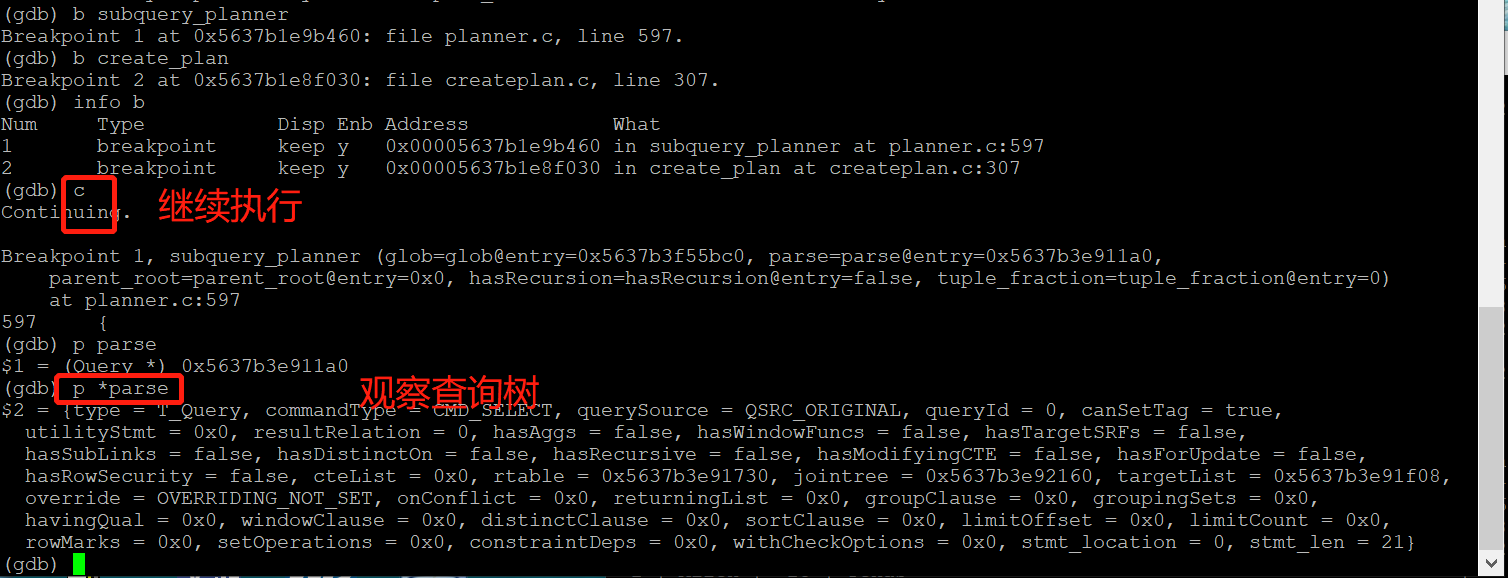 (gdb) b subquery_planner
Breakpoint 1 at 0x5637b1e9b460: file planner.c, line 597.
(gdb) b create_plan
Breakpoint 2 at 0x5637b1e8f030: file createplan.c, line 307.
(gdb) info b
Num     Type           Disp Enb Address            What
1       breakpoint     keep y   0x00005637b1e9b460 in subquery_planner at planner.c:597
2       breakpoint     keep y   0x00005637b1e8f030 in create_plan at createplan.c:307
(gdb) c
继续执行
Continuing.
Breakpoint 1, subquery_planner (glob=glob@entry=0x5637b3f55bc0, parse=parse@entry=0x5637b3e911a0,
    parent_root=parent_root@entry=0x0, hasRecursion=hasRecursion@entry=false, tuple_fraction=tuple_fraction@entry=0)
    at planner.c:597
597     {
(gdb) p parse
$1 = (Query *) 0x5637b3e911a0
(gdb) p *parse
观察查询树
$2 = {type = T_Query, commandType = CMD_SELECT, querySource = QSRC_ORIGINAL, queryId = 0, canSetTag = true,
  utilityStmt = 0x0, resultRelation = 0, hasAggs = false, hasWindowFuncs = false, hasTargetSRFs = false,
  hasSubLinks = false, hasDistinctOn = false, hasRecursive = false, hasModifyingCTE = false, hasForUpdate = false,
  hasRowSecurity = false, cteList = 0x0, rtable = 0x5637b3e91730, jointree = 0x5637b3e92160, targetList = 0x5637b3e91f08,
  override = OVERRIDING_NOT_SET, onConflict = 0x0, returningList = 0x0, groupClause = 0x0, groupingSets = 0x0,
  havingQual = 0x0, windowClause = 0x0, distinctClause = 0x0, sortClause = 0x0, limitOffset = 0x0, limitCount = 0x0,
  rowMarks = 0x0, setOperations = 0x0, constraintDeps = 0x0, withCheckOptions = 0x0, stmt_location = 0, stmt_len = 21}
(gdb)